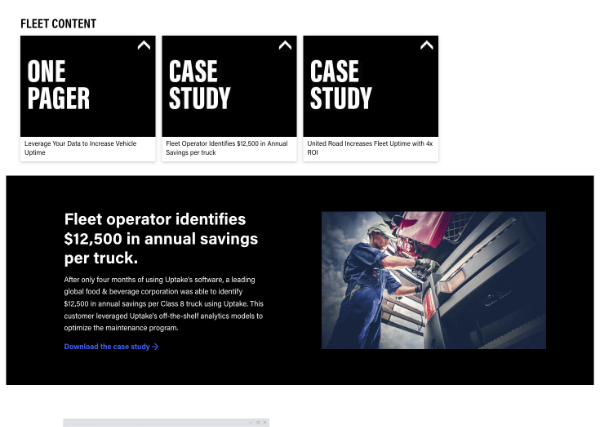 FLEET CONTENT
ONE
PAGER
CASE
STUDY
CASE
STUDY
Leverage Your Data to Increase Vehicle
Uptime
Fleet Operator Identifies $12,500 in Annual
Savings per truck
United Road Increases Fleet Uptime with 4x
ROI
Fleet operator identifies
$12,500 in annual savings
per truck.
After only four months of using Uptake's software, a leading
global food & beverage corporation was able to identify
$12,500 in annual savings per Class 8 truck using Uptake. This
customer leveraged Uptake's off-the-shelf analytics models to
optimize the maintenance program.
Download the case study →